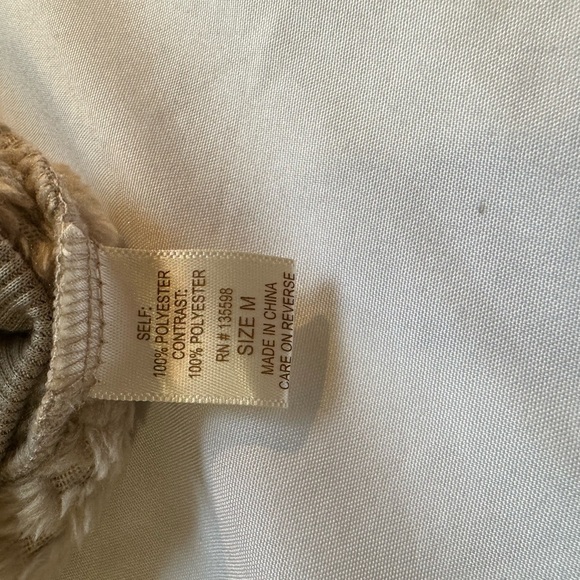 SELF:
100% POLYESTER
CONTRAST:
100% POLYESTER
RN # 135598
SIZE M
MADE IN CHINA
CARE ON REVERSE